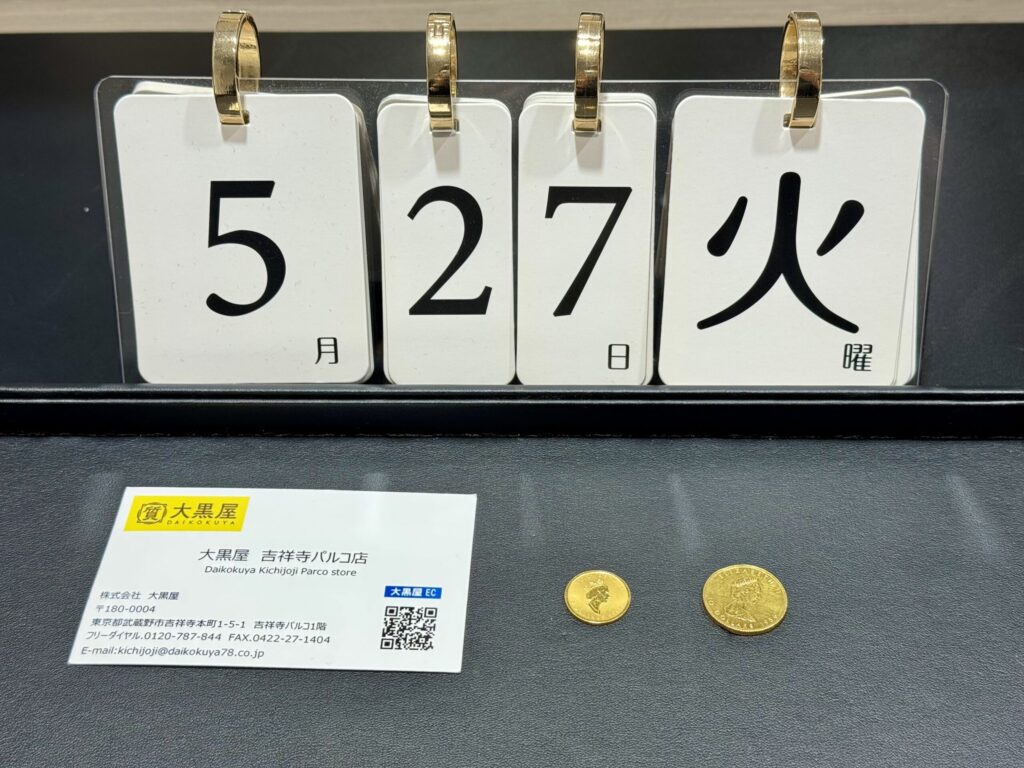 5
月
2
7
日
火
曜
質 大黒屋
DAIKOKUYA
大黒屋 吉祥寺パルコ店
Daikokuya Kichijoji Parco store
株式会社 大黒屋
〒180-0004
東京都武蔵野市吉祥寺本町1-5-1 吉祥寺パルコ1階
フリーダイヤル.0120-787-844 FAX.0422-27-1404
E-mail:kichijoji@daikokuya78.co.jp
大黒屋 EC
ELIZABETH